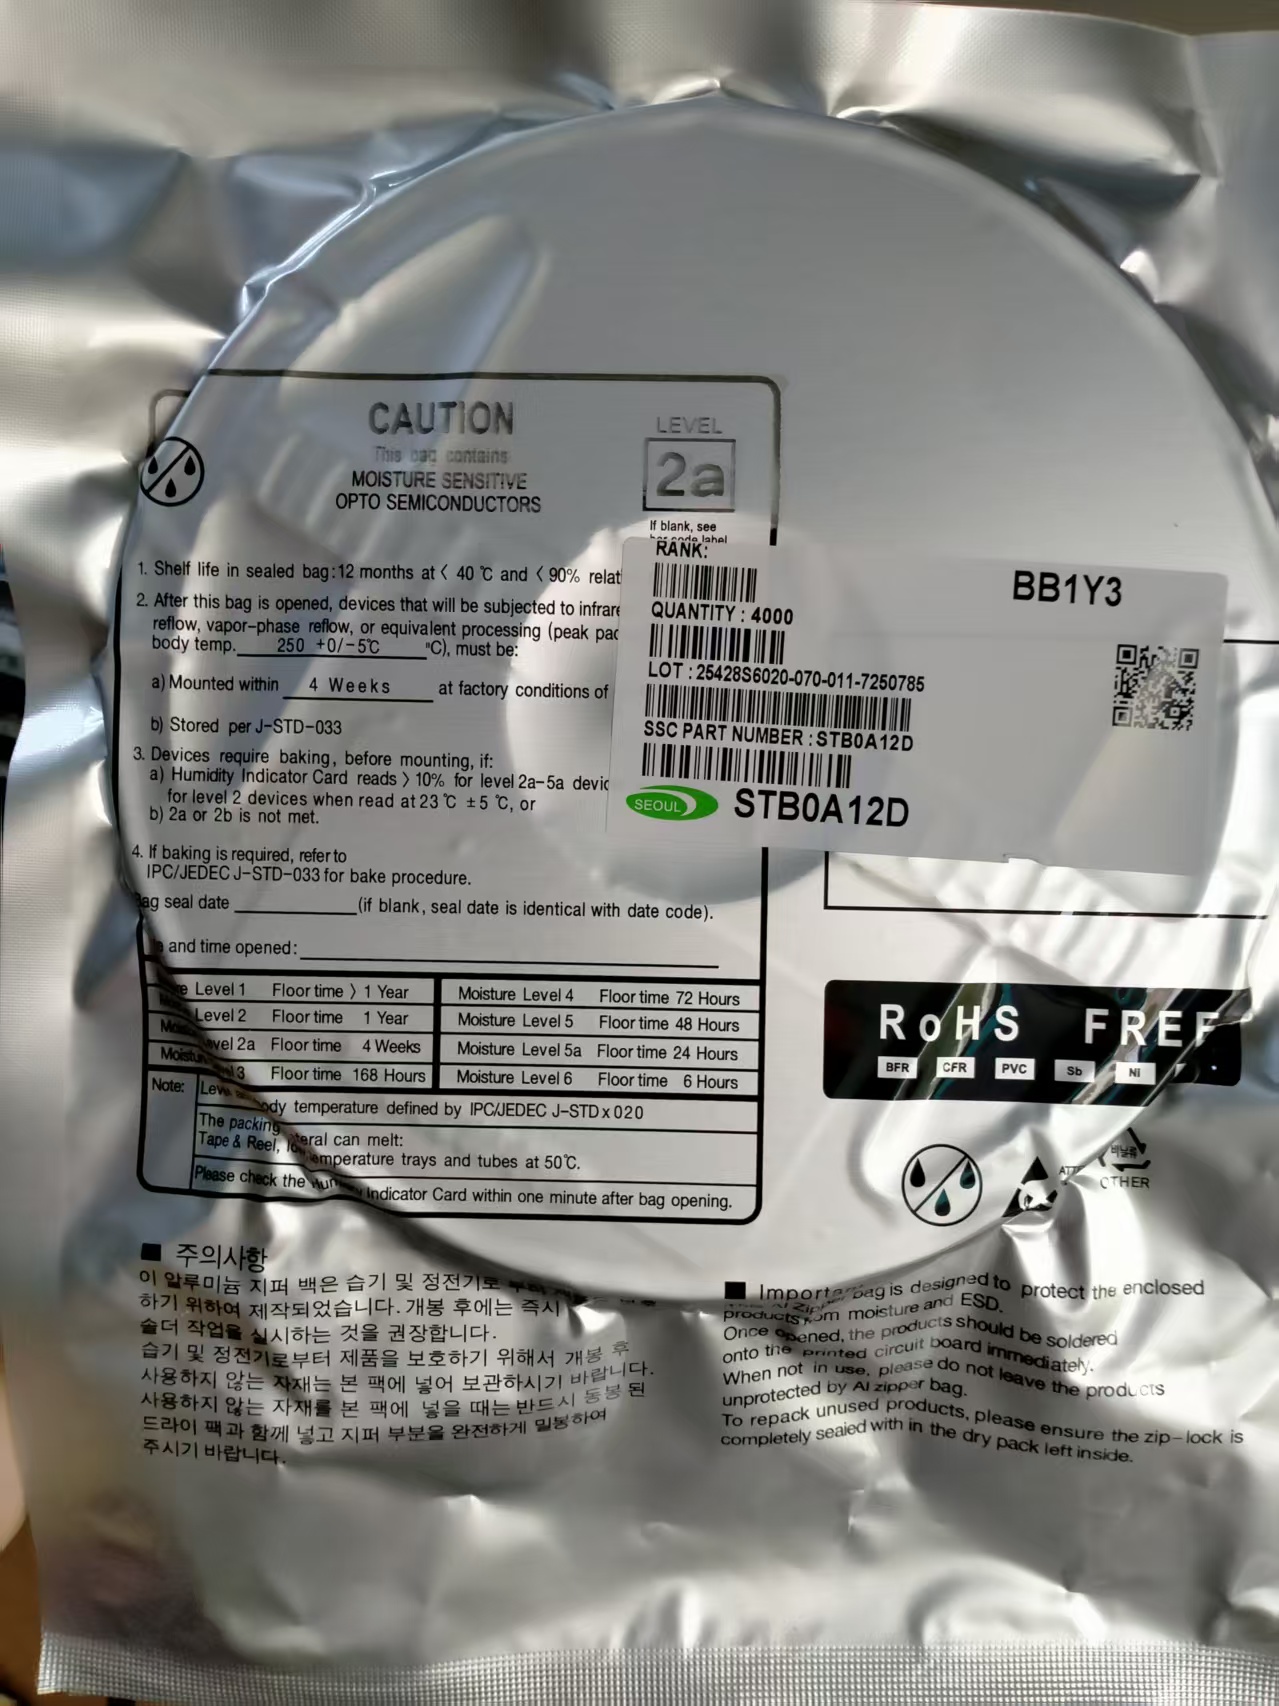 CAUTION
This bag contains
MOISTURE SENSITIVE
OPTO SEMICONDUCTORS
LEVEL
2a
If blank, see
bar code label
1. Shelf life in sealed bag:12 months at〈 40 ℃ and 〈 90% relat
2. After this bag is opened, devices that will be subjected to infrare
reflow, vapor-phase reflow, or equivalent processing (peak pac
body temp. 250 +0/-5℃ ℃), must be:
a) Mounted within 4 Weeks at factory conditions of
b) Stored per J-STD-033
3. Devices require baking, before mounting, if:
a) Humidity Indicator Card reads 〉10% for level 2a-5a devic
for level 2 devices when read at 23 ℃ ±5 ℃, or
b) 2a or 2b is not met.
4. If baking is required, refer to
IPC/JEDEC J-STD-033 for bake procedure.
ag seal date (if blank, seal date is identical with date code).
and time opened:
RANK:
BB1Y3
QUANTITY : 4000
LOT : 25428S6020-070-011-7250785
SSC PART NUMBER : STB0A12D
SEOUL STB0A12D
Level 1 Floor time 〉1 Year Moisture Level 4 Floor time 72 Hours
Level 2 Floor time 1 Year Moisture Level 5 Floor time 48 Hours
vel 2a Floor time 4 Weeks Moisture Level 5a Floor time 24 Hours
3 Floor time 168 Hours Moisture Level 6 Floor time 6 Hours
Note:
ody temperature defined by IPC/JEDEC J-STD x 020
The packing teral can melt:
Tape & Reel, emperature trays and tubes at 50℃.
Please check the Indicator Card within one minute after bag opening.
RoHS FREE
BFR CFR PVC Sb Ni
비닐류
OTHER
■ 주의사항
이 알루미늄 지퍼 백은 습기 및 정전기로
하기 위하여 제작되었습니다. 개봉 후에는 즉시
솔더 작업을 실시하는 것을 권장합니다.
습기 및 정전기로부터 제품을 보호하기 위해서 개봉 후
사용하지 않는 자재는 본 팩에 넣어 보관하시기 바랍니다.
사용하지 않는 자재를 본 팩에 넣을 때는 반드시 동봉 된
드라이 팩과 함께 넣고 지퍼 부분을 완전하게 밀봉하여
주시기 바랍니다.
■ Import
bag is designed to protect the enclosed
products from moisture and ESD.
Once opened, the products should be soldered
onto the printed circuit board immediately.
When not in use, please do not leave the products
unprotected by Al zipper bag.
To repack unused products, please ensure the zip-lock is
completely sealed with in the dry pack left inside.